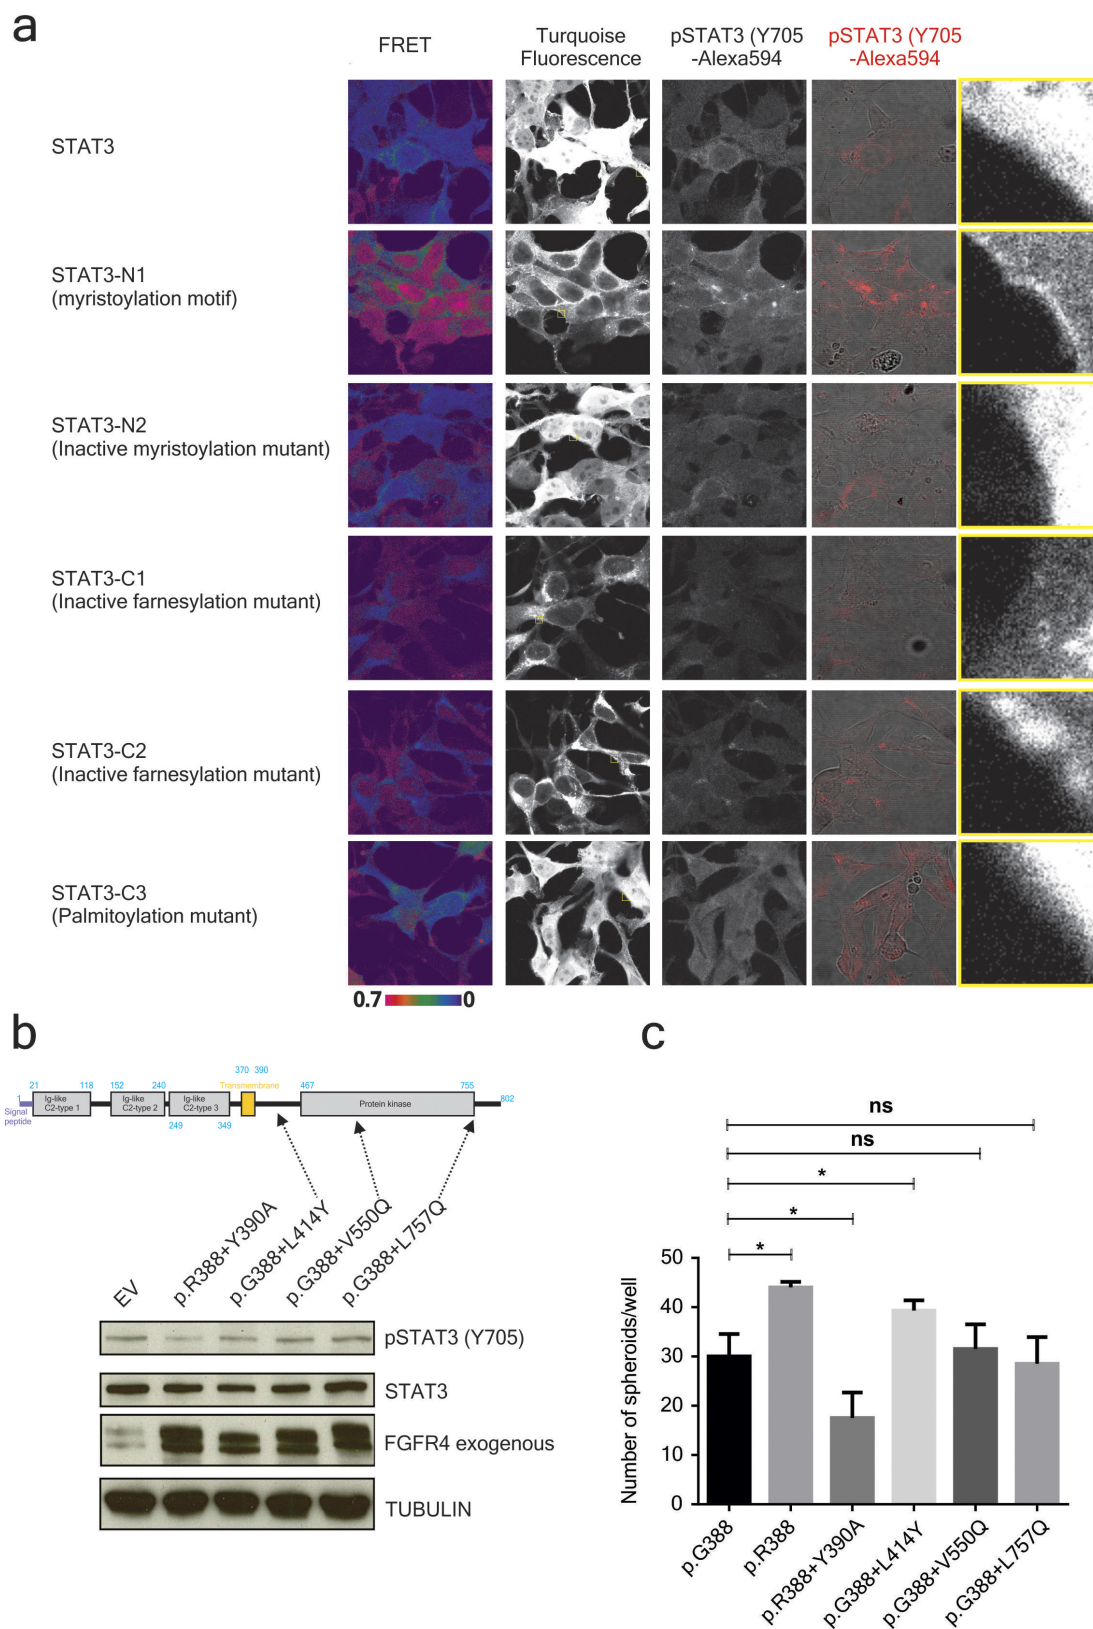 a
FRET
Turquoise
Fluorescence
pSTAT3 (Y705
-Alexa594
pSTAT3 (Y705
-Alexa594
STAT3
STAT3-N1
(myristoylation motif)
STAT3-N2
(Inactive myristoylation mutant)
STAT3-C1
(Inactive farnesylation mutant)
STAT3-C2
(Inactive farnesylation mutant)
STAT3-C3
(Palmitoylation mutant)
0.7 0
b
370 390
21 118 152 240 Transmembrane 467 755
1 Ig-like C2-type 1 Ig-like C2-type 2 Ig-like C2-type 3 Protein kinase 802
Signal
peptide
249 349
EV
p.R388+Y390A
p.G388+L414Y
p.G388+V550Q
p.G388+L757Q
pSTAT3 (Y705)
STAT3
FGFR4 exogenous
TUBULIN
c
ns
ns
*
*
*
Number of spheroids/well
50
40
30
20
10
0
p.G388
p.R388
p.R388+Y390A
p.G388+L414Y
p.G388+V550Q
p.G388+L757Q